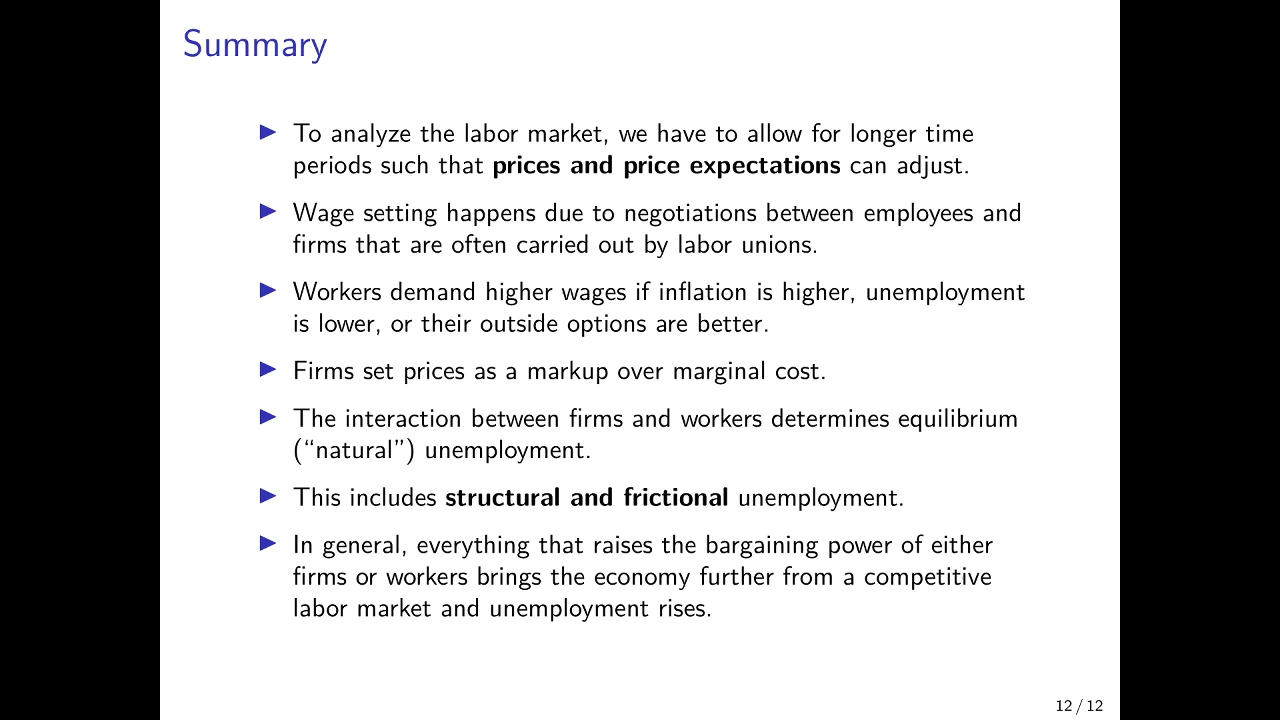 Summary
▶ To analyze the labor market, we have to allow for longer time
periods such that prices and price expectations can adjust.
▶ Wage setting happens due to negotiations between employees and
firms that are often carried out by labor unions.
▶ Workers demand higher wages if inflation is higher, unemployment
is lower, or their outside options are better.
▶ Firms set prices as a markup over marginal cost.
▶ The interaction between firms and workers determines equilibrium
(“natural”) unemployment.
▶ This includes structural and frictional unemployment.
▶ In general, everything that raises the bargaining power of either
firms or workers brings the economy further from a competitive
labor market and unemployment rises.
12 / 12